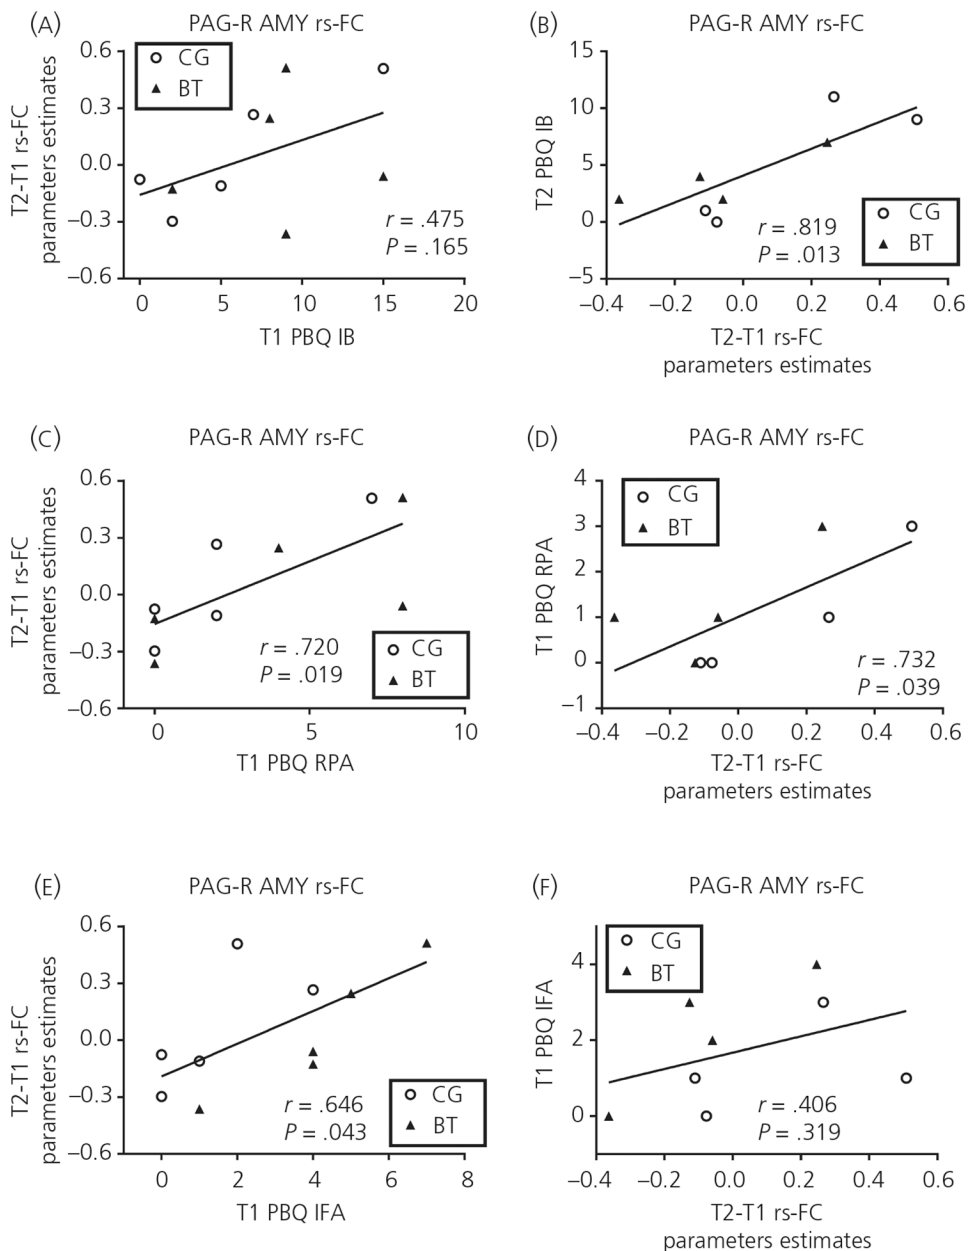 (A)
PAG-R AMY rs-FC
T2-T1 rs-FC
parameters estimates
0.6
0.3
0.0
–0.3
–0.6
CG
BT
r = .475
P = .165
0 5 10 15 20
T1 PBQ IB
(B)
PAG-R AMY rs-FC
T2 PBQ IB
15
10
5
0
–5
r = .819
P = .013
CG
BT
–0.4 –0.2 0.0 0.2 0.4 0.6
T2-T1 rs-FC
parameters estimates
(C)
PAG-R AMY rs-FC
T2-T1 rs-FC
parameters estimates
0.6
0.3
0.0
–0.3
–0.6
r = .720
P = .019
CG
BT
0 5 10
T1 PBQ RPA
(D)
PAG-R AMY rs-FC
T1 PBQ RPA
4
3
2
1
0
–1
CG
BT
r = .732
P = .039
–0.4 –0.2 0.0 0.2 0.4 0.6
T2-T1 rs-FC
parameters estimates
(E)
PAG-R AMY rs-FC
T2-T1 rs-FC
parameters estimates
0.6
0.3
0.0
–0.3
–0.6
r = .646
P = .043
CG
BT
0 2 4 6 8
T1 PBQ IFA
(F)
PAG-R AMY rs-FC
T1 PBQ IFA
4
2
0
CG
BT
r = .406
P = .319
–0.4 –0.2 0.0 0.2 0.4 0.6
T2-T1 rs-FC
parameters estimates